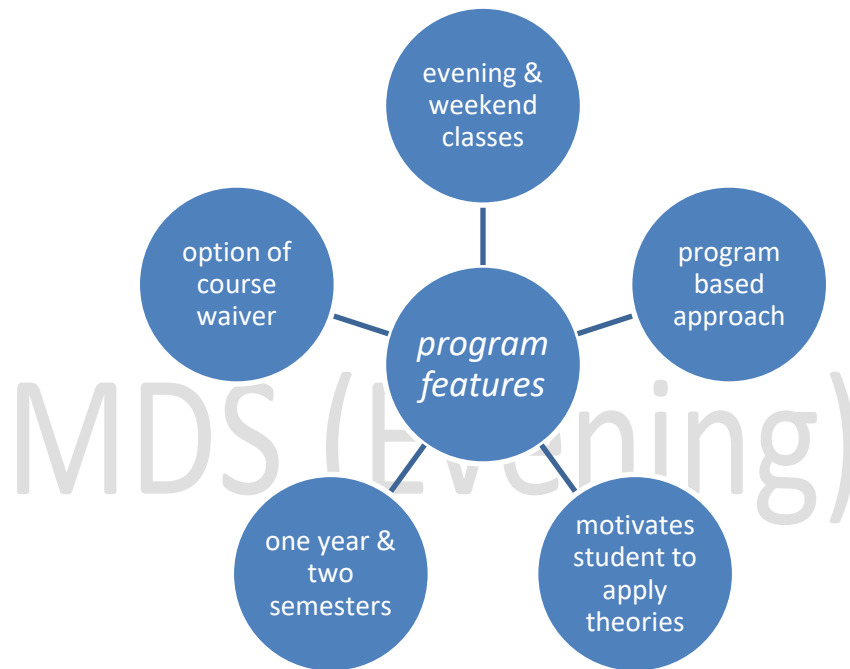 evening &
weekend
classes
option of
course
waiver
program
based
approach
program
features
MDS (Evening)
one year &
two
semesters
motivates
student to
apply
theories